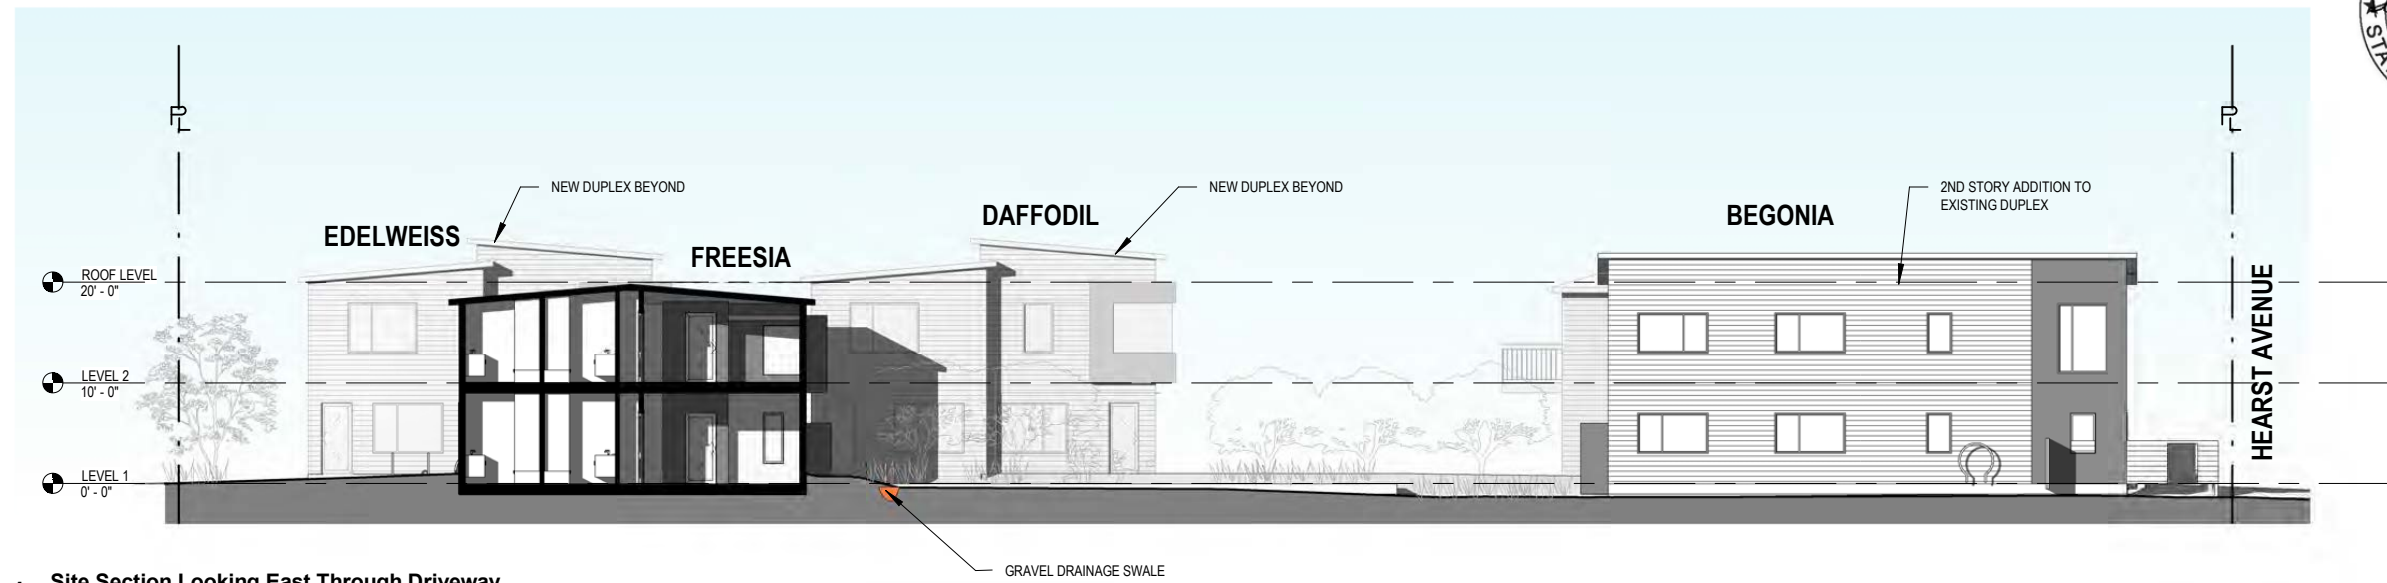 STA
PL
PL
NEW DUPLEX BEYOND
NEW DUPLEX BEYOND
2ND STORY ADDITION TO
EXISTING DUPLEX
EDELWEISS
FREESIA
DAFFODIL
BEGONIA
HEARST AVENUE
ROOF LEVEL
20' - 0"
LEVEL 2
10' - 0"
LEVEL 1
0' - 0"
GRAVEL DRAINAGE SWALE
Site Section Looking East Through Driveway